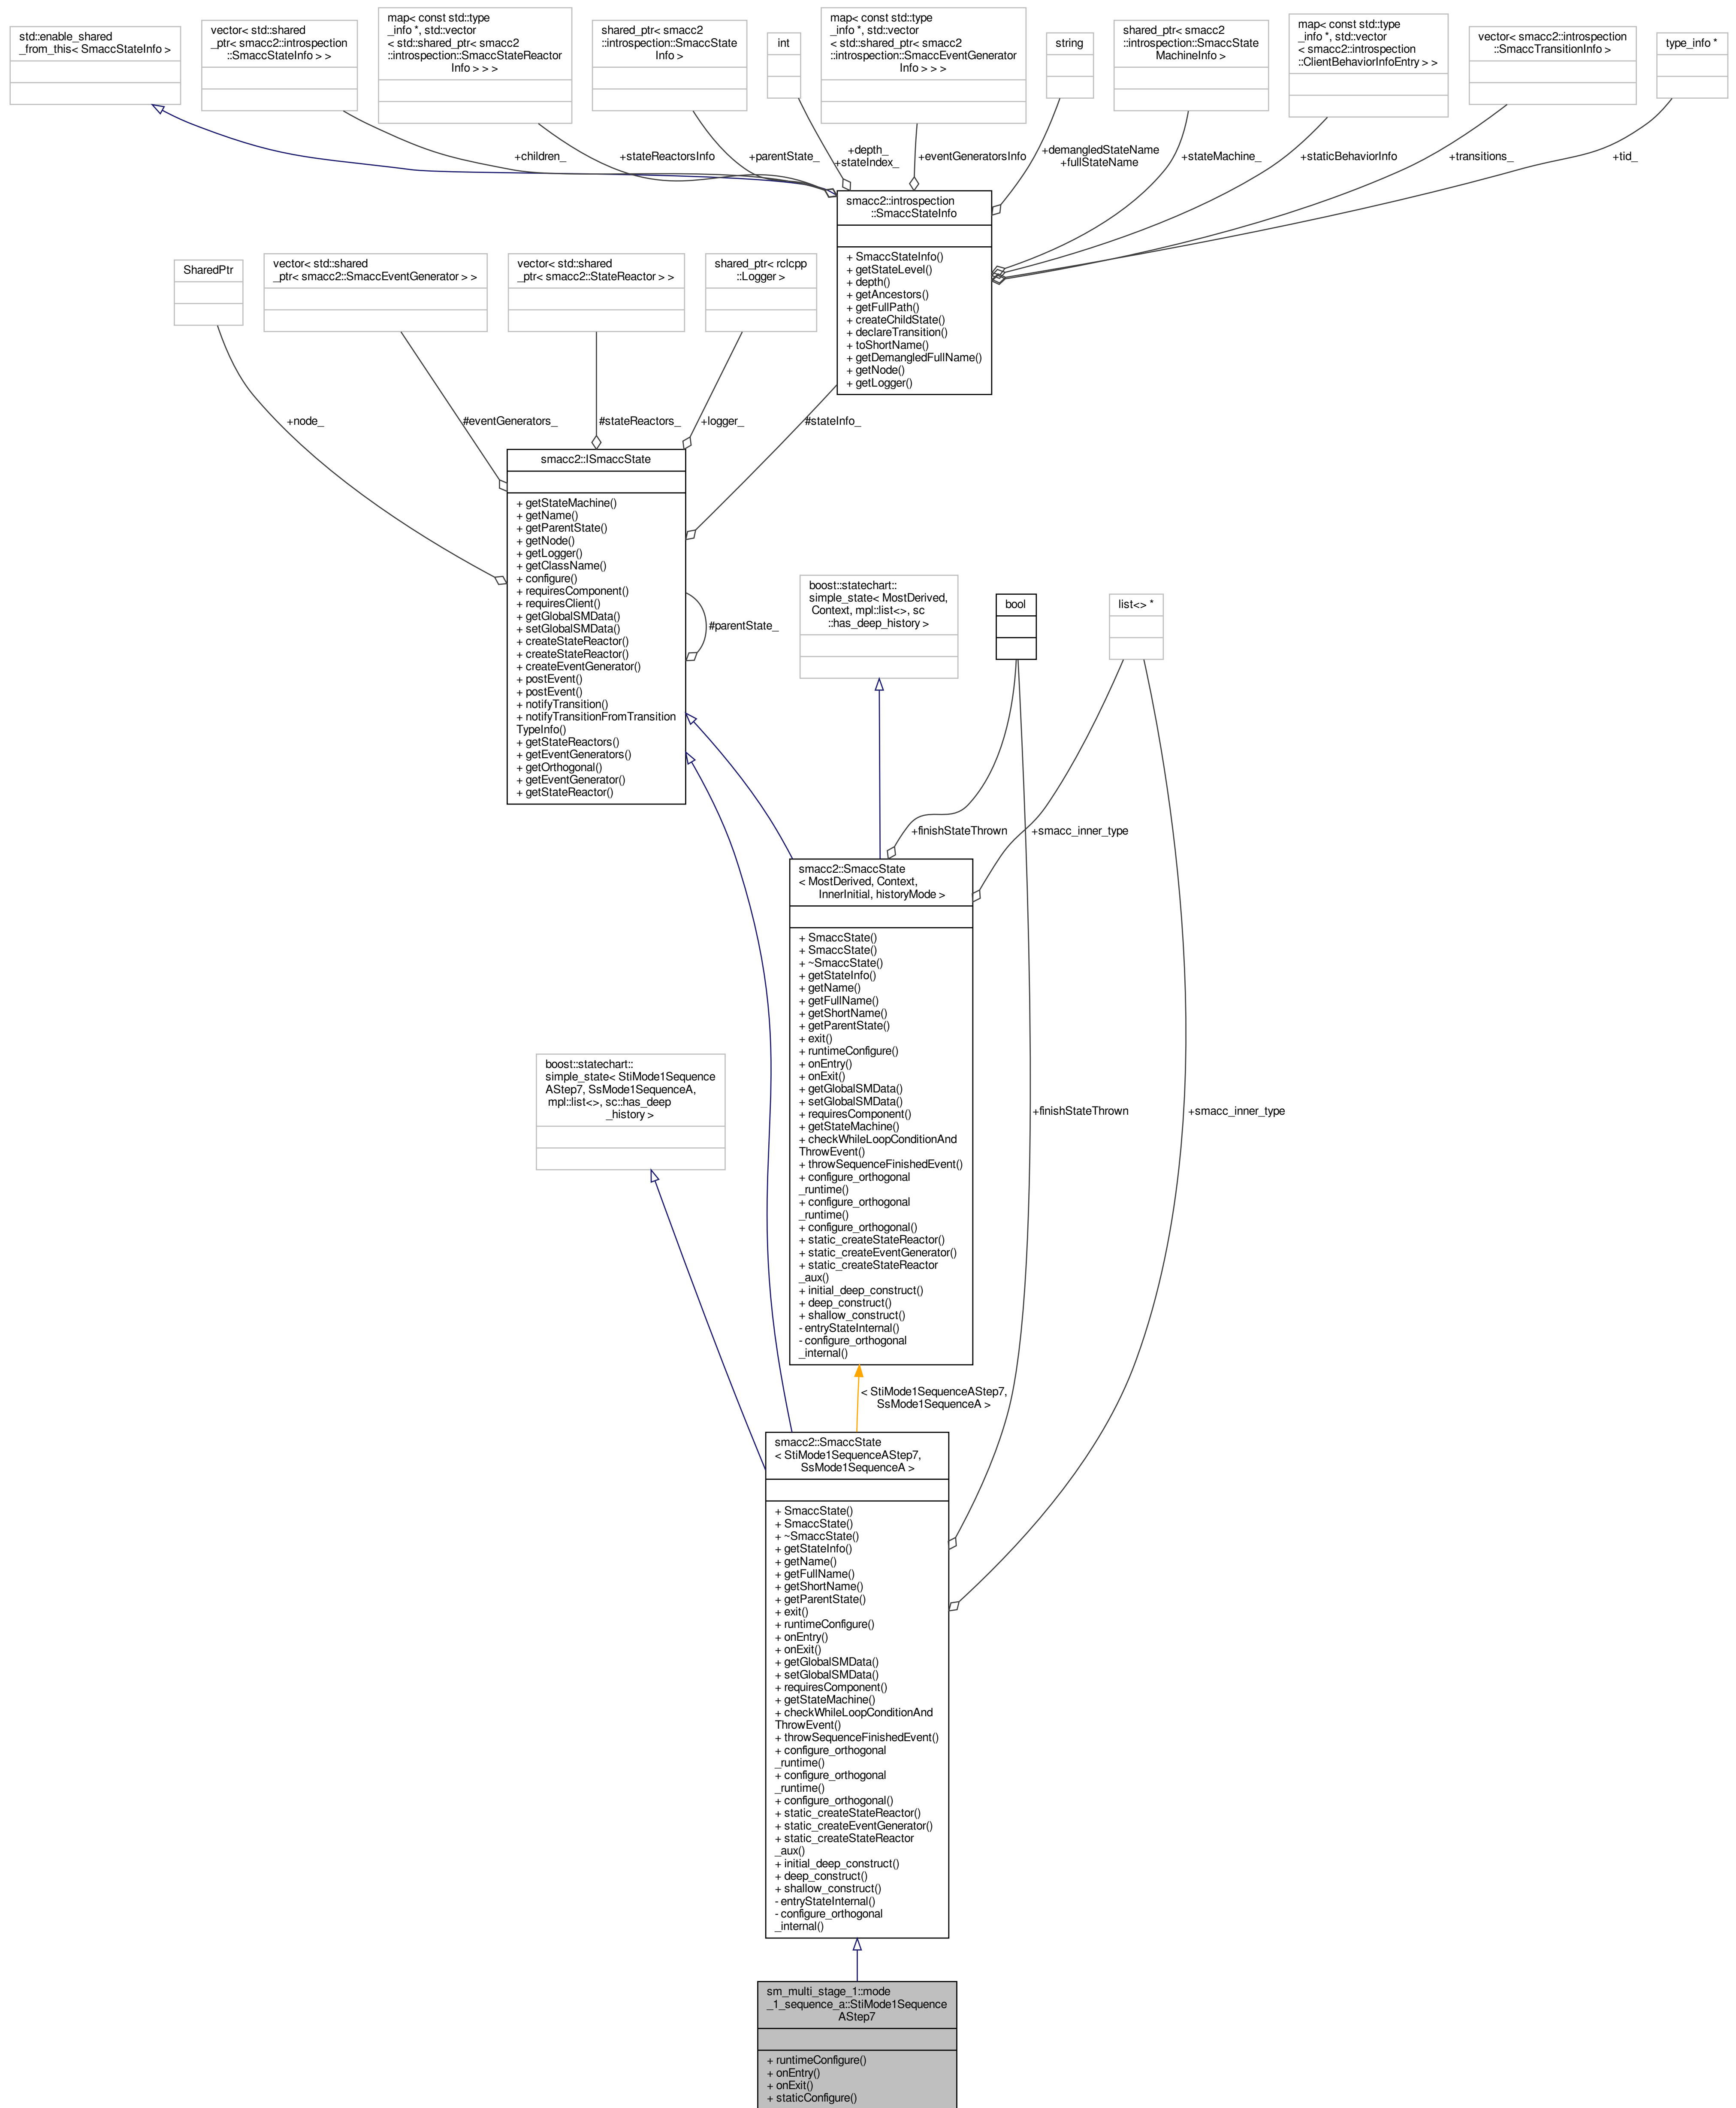 std::enable_shared
_from_this< SmaccStateInfo >
vector< std::shared
_ptr< smacc2::introspection
::SmaccStateInfo > >
map< const std::type
_info *, std::vector
< std::shared_ptr< smacc2
::introspection::SmaccStateReactor
Info > > >
shared_ptr< smacc2
::introspection::SmaccState
Info >
int
map< const std::type
_info *, std::vector
< std::shared_ptr< smacc2
::introspection::SmaccEventGenerator
Info > > >
string
shared_ptr< smacc2
::introspection::SmaccState
MachineInfo >
map< const std::type
_info *, std::vector
< smacc2::introspection
::ClientBehaviorInfoEntry > >
vector< smacc2::introspection
::SmaccTransitionInfo >
type_info *
+children_
+stateReactorsInfo
+parentState_
+depth_
+stateIndex_
+eventGeneratorsInfo
+demangledStateName
+fullStateName
+stateMachine_
+staticBehaviorInfo
+transitions_
+tid_
smacc2::introspection
::SmaccStateInfo
+ SmaccStateInfo()
+ getStateLevel()
+ depth()
+ getAncestors()
+ getFullPath()
+ createChildState()
+ declareTransition()
+ toShortName()
+ getDemangledFullName()
+ getNode()
+ getLogger()
SharedPtr
vector< std::shared
_ptr< smacc2::SmaccEventGenerator > >
vector< std::shared
_ptr< smacc2::StateReactor > >
shared_ptr< rclcpp
::Logger >
+node_
#eventGenerators_
#stateReactors_
+logger_
#stateInfo_
smacc2::ISmaccState
+ getStateMachine()
+ getName()
+ getParentState()
+ getNode()
+ getLogger()
+ getClassName()
+ configure()
+ requiresComponent()
+ requiresClient()
+ getGlobalSMData()
+ setGlobalSMData()
+ createStateReactor()
+ createStateReactor()
+ createEventGenerator()
+ postEvent()
+ postEvent()
+ notifyTransition()
+ notifyTransitionFromTransition
TypeInfo()
+ getStateReactors()
+ getEventGenerators()
+ getOrthogonal()
+ getEventGenerator()
+ getStateReactor()
#parentState_
boost::statechart::
simple_state< MostDerived,
Context, mpl::list<>, sc
::has_deep_history >
bool
list<> *
+finishStateThrown
+smacc_inner_type
smacc2::SmaccState
< MostDerived, Context,
InnerInitial, historyMode >
+ SmaccState()
+ SmaccState()
+ ~SmaccState()
+ getStateInfo()
+ getName()
+ getFullName()
+ getShortName()
+ getParentState()
+ exit()
+ runtimeConfigure()
+ onEntry()
+ onExit()
+ getGlobalSMData()
+ setGlobalSMData()
+ requiresComponent()
+ getStateMachine()
+ checkWhileLoopConditionAnd
ThrowEvent()
+ throwSequenceFinishedEvent()
+ configure_orthogonal
_runtime()
+ configure_orthogonal
_runtime()
+ configure_orthogonal()
+ static_createStateReactor()
+ static_createEventGenerator()
+ static_createStateReactor
_aux()
+ initial_deep_construct()
+ deep_construct()
+ shallow_construct()
- entryStateInternal()
- configure_orthogonal
_internal()
boost::statechart::
simple_state< StiMode1Sequence
AStep7, SsMode1SequenceA,
mpl::list<>, sc::has_deep
_history >
+finishStateThrown
+smacc_inner_type
< StiMode1SequenceAStep7,
SsMode1SequenceA >
smacc2::SmaccState
< StiMode1SequenceAStep7,
SsMode1SequenceA >
+ SmaccState()
+ SmaccState()
+ ~SmaccState()
+ getStateInfo()
+ getName()
+ getFullName()
+ getShortName()
+ getParentState()
+ exit()
+ runtimeConfigure()
+ onEntry()
+ onExit()
+ getGlobalSMData()
+ setGlobalSMData()
+ requiresComponent()
+ getStateMachine()
+ checkWhileLoopConditionAnd
ThrowEvent()
+ throwSequenceFinishedEvent()
+ configure_orthogonal
_runtime()
+ configure_orthogonal
_runtime()
+ configure_orthogonal()
+ static_createStateReactor()
+ static_createEventGenerator()
+ static_createStateReactor
_aux()
+ initial_deep_construct()
+ deep_construct()
+ shallow_construct()
- entryStateInternal()
- configure_orthogonal
_internal()
sm_multi_stage_1::mode
_1_sequence_a::StiMode1Sequence
AStep7
+ runtimeConfigure()
+ onEntry()
+ onExit()
+ staticConfigure()